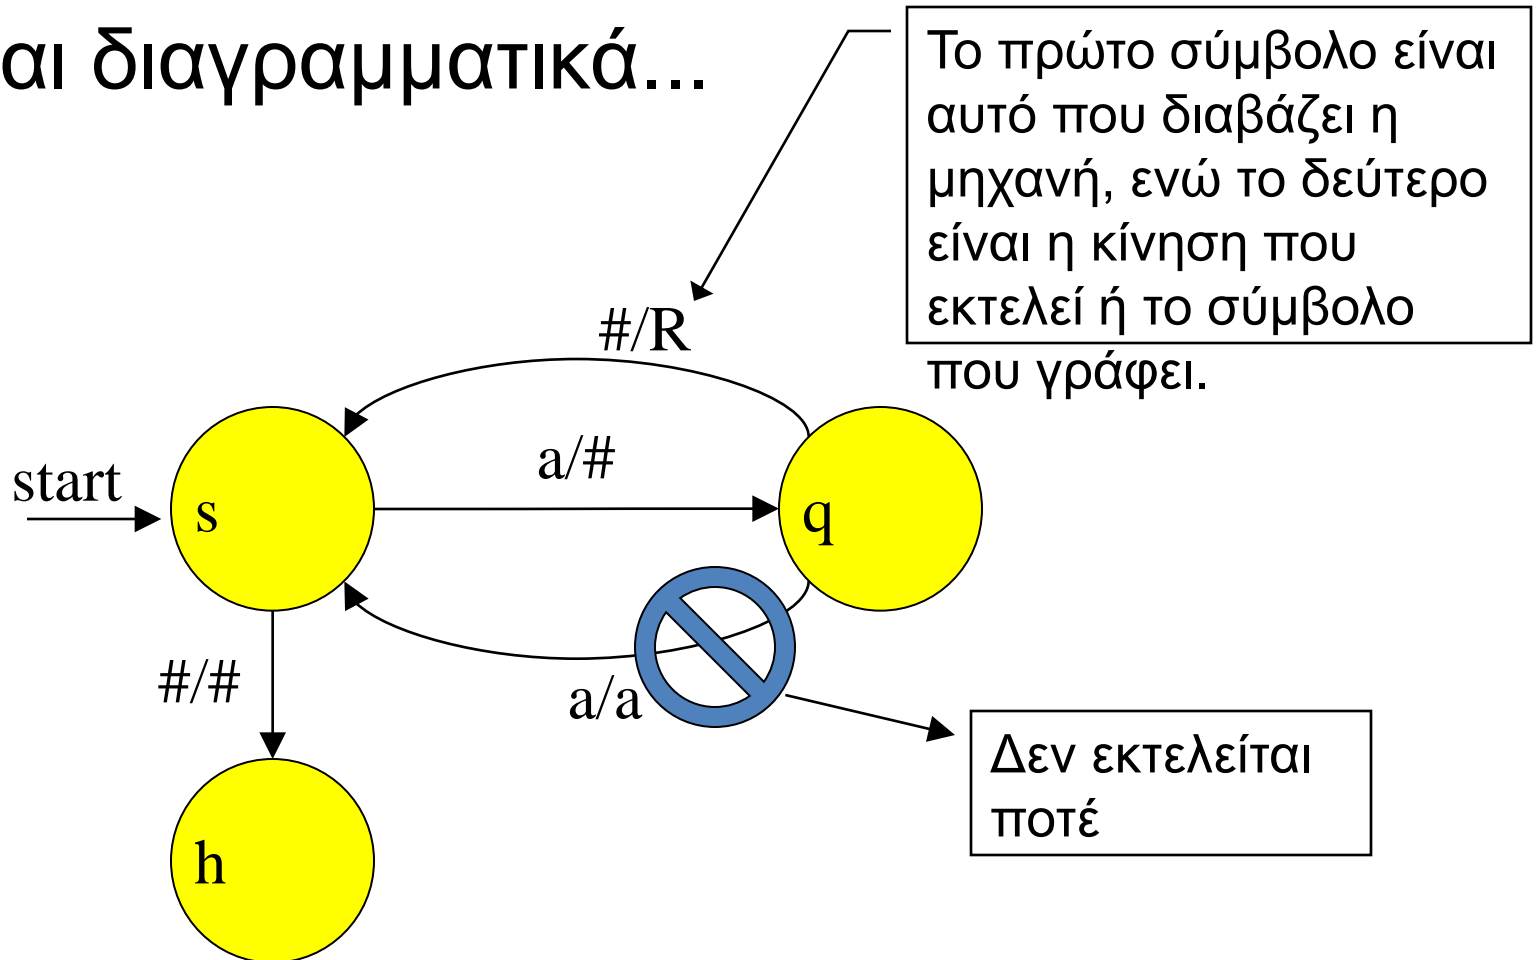 αι διαγραμματικά...
Το πρώτο σύμβολο είναι
αυτό που διαβάζει η
μηχανή, ενώ το δεύτερο
είναι η κίνηση που
εκτελεί ή το σύμβολο
που γράφει.
#/R
a/#
start
s
q
#/#
a/a
Δεν εκτελείται
ποτέ
h